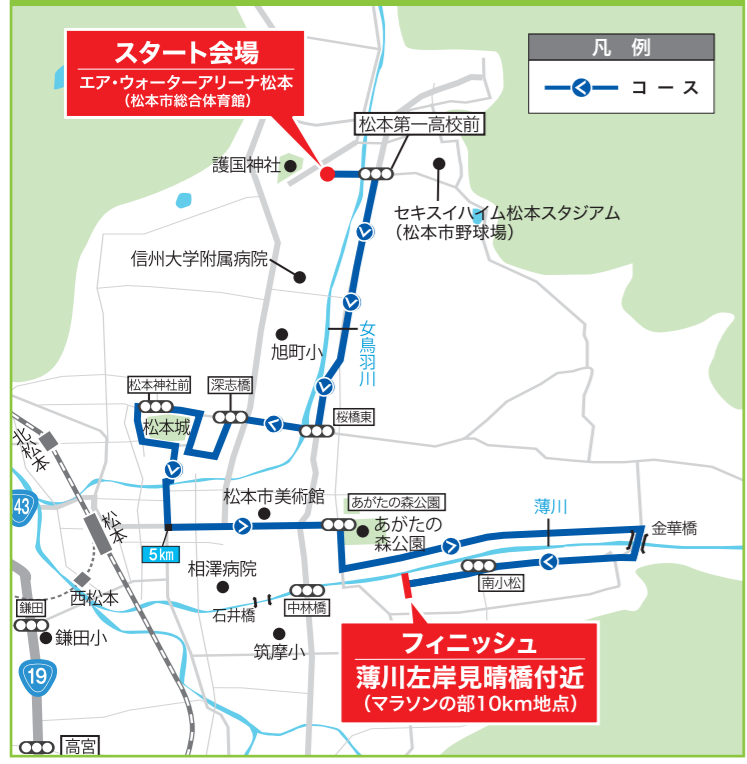 スタート会場
エア・ウォーターアリーナ松本
（松本市総合体育館）
凡 例
コース
松本第一高校前
護国神社
セキスイハイム松本スタジアム
（松本市野球場）
信州大学附属病院
旭町小
女鳥羽川
松本神社前
深志橋
桜橋東
松本城
北松本
43
松本
松本市美術館
あがたの森公園
あがたの
森公園
薄川
金華橋
5km
相澤病院
西松本
南小松
石井橋
中林橋
鎌田
鎌田小
筑摩小
19
フィニッシュ
薄川左岸見晴橋付近
（マラソンの部10km地点）
高宮